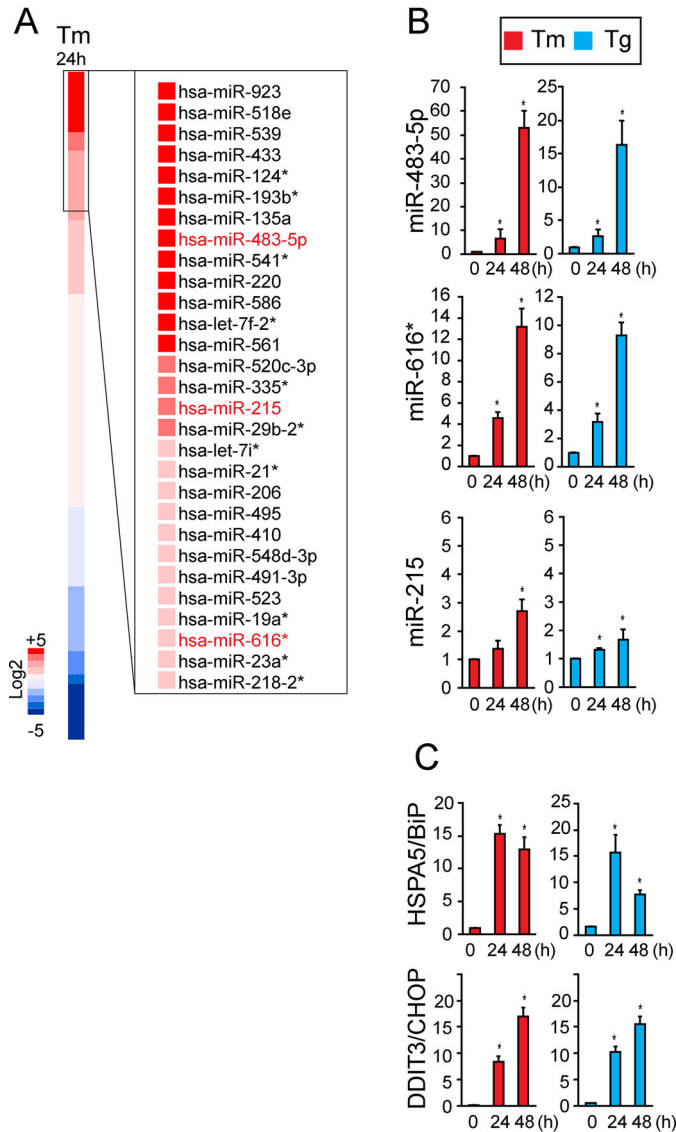 A
Tm
24h
hsa-miR-923
hsa-miR-518e
hsa-miR-539
hsa-miR-433
hsa-miR-124*
hsa-miR-193b*
hsa-miR-135a
hsa-miR-483-5p
hsa-miR-541*
hsa-miR-220
hsa-miR-586
hsa-let-7f-2*
hsa-miR-561
hsa-miR-520c-3p
hsa-miR-335*
hsa-miR-215
hsa-miR-29b-2*
hsa-let-7i*
hsa-miR-21*
hsa-miR-206
hsa-miR-495
hsa-miR-410
hsa-miR-548d-3p
hsa-miR-491-3p
hsa-miR-523
hsa-miR-19a*
hsa-miR-616*
hsa-miR-23a*
hsa-miR-218-2*
+5
Log2
-5
B
Tm Tg
miR-483-5p
70
60
50
40
30
20
10
0
* *
0 24 48 (h)
25
20
15
10
5
0
* *
0 24 48 (h)
miR-616*
16
14
12
10
8
6
4
2
0
* *
0 24 48 (h)
12
10
8
6
4
2
0
* *
0 24 48 (h)
miR-215
6
5
4
3
2
1
0
*
0 24 48 (h)
6
5
4
3
2
1
0
* *
0 24 48 (h)
C
HSPA5/BiP
20
15
10
5
0
* *
0 24 48 (h)
25
20
15
10
5
0
* *
0 24 48 (h)
DDIT3/CHOP
20
15
10
5
0
* *
0 24 48 (h)
20
15
10
5
0
* *
0 24 48 (h)